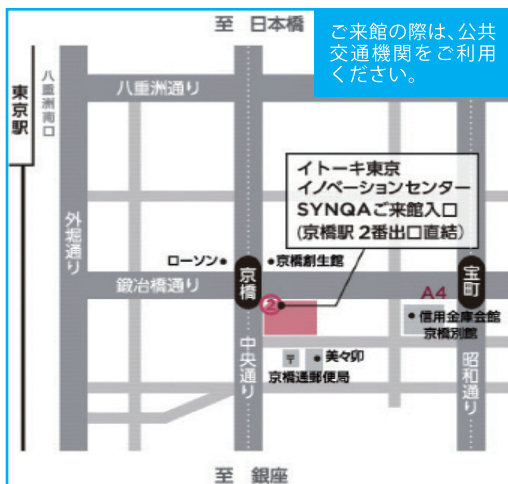 至 日本橋
ご来館の際は、公共
交通機関をご利用
ください。
東京駅
八重洲南口
八重洲通り
外堀通り
イトーキ東京
イノベーションセンター
SYNQAご来館入口
(京橋駅 2番出口直結)
ローソン
京橋
京橋創生館
宝町
鍛冶橋通り
A4
②
信用金庫会館
京橋別館
中央通り
〒
美々卯
京橋通郵便局
昭和通り
至 銀座